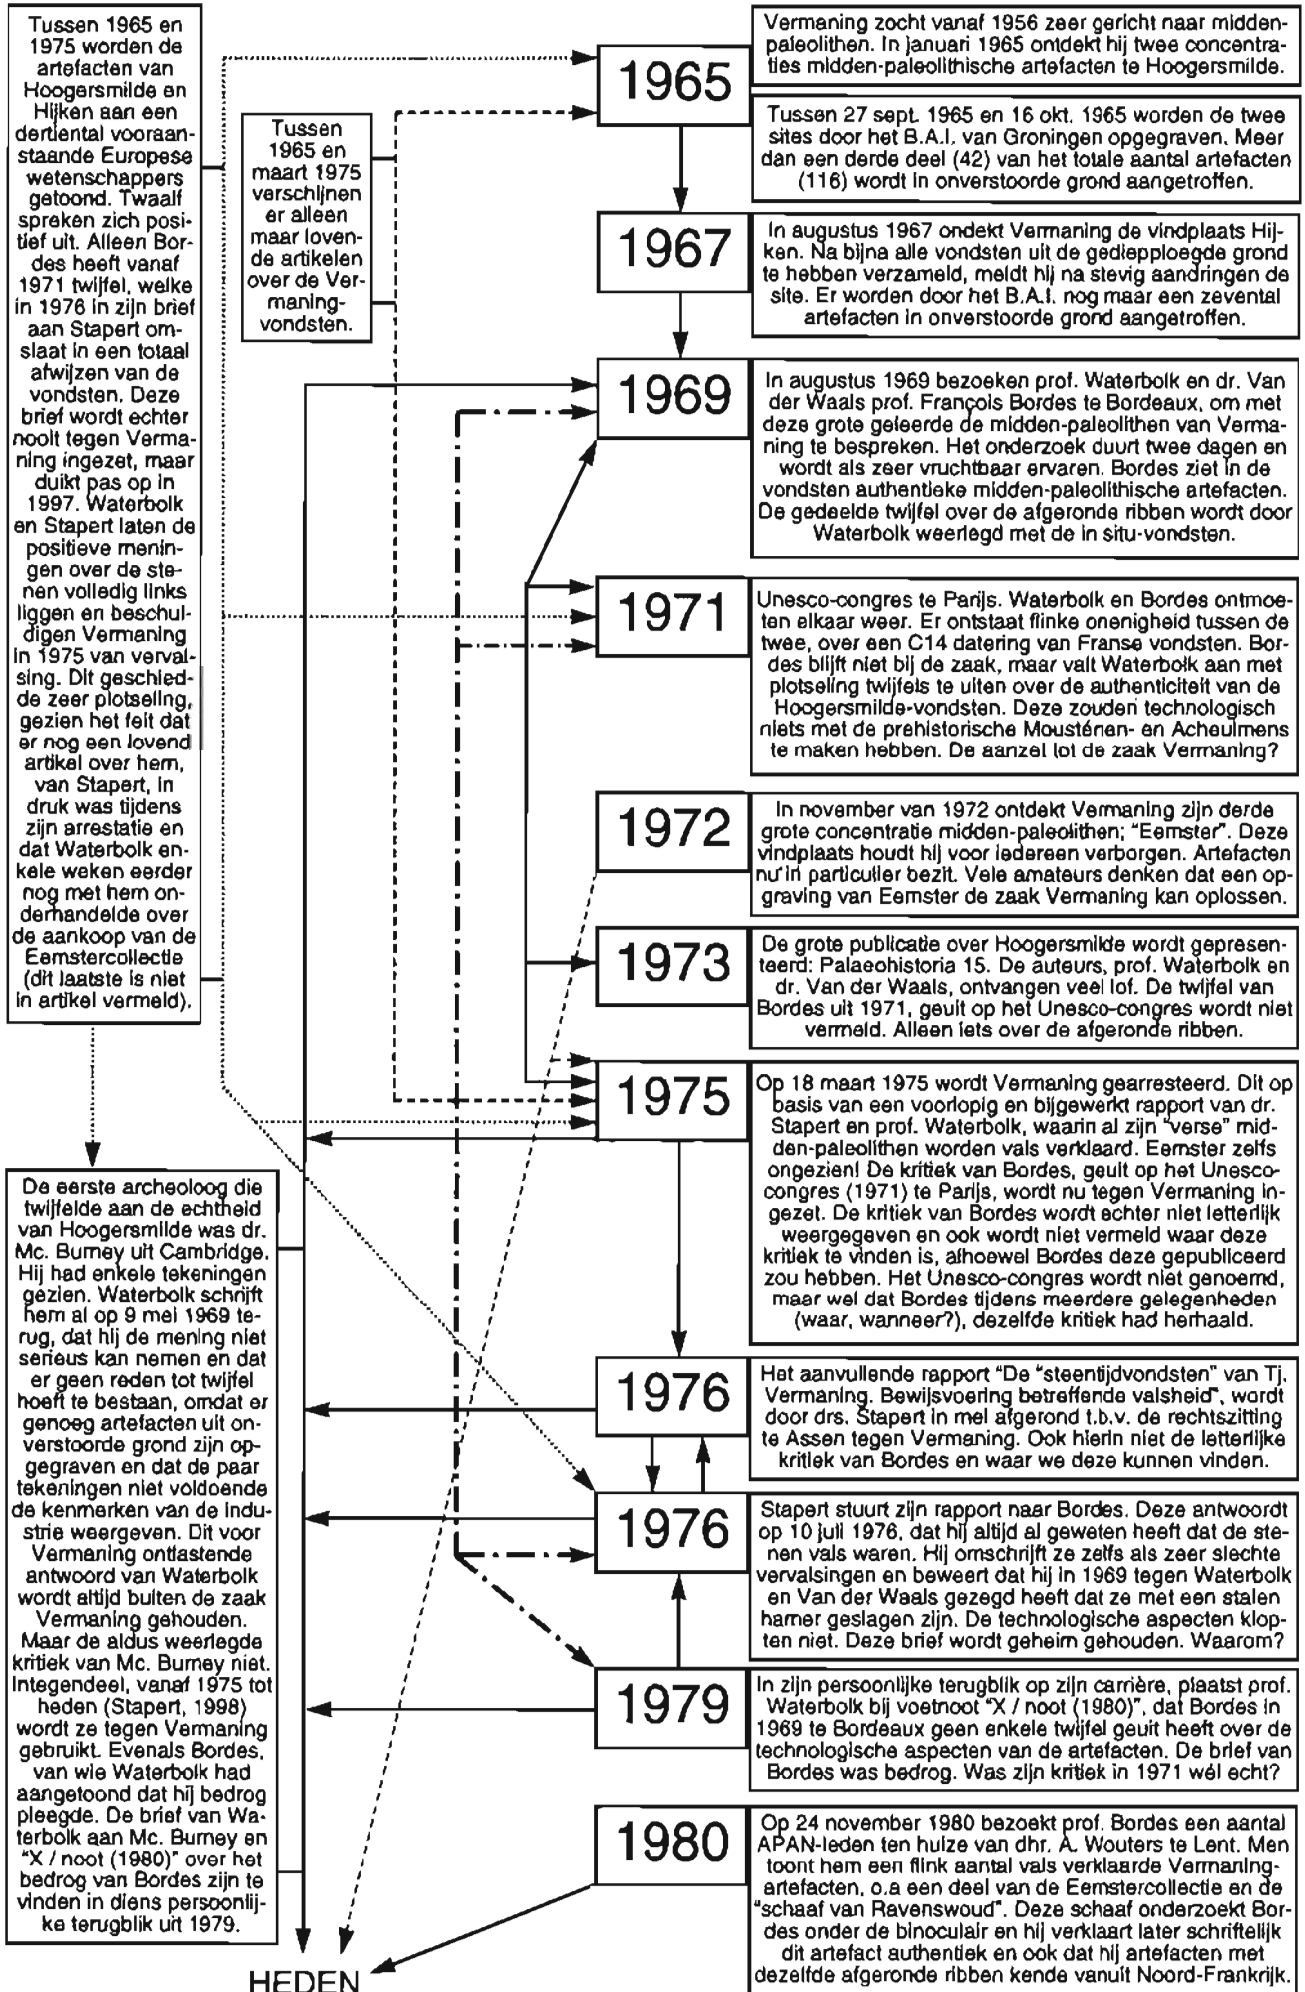 Tussen 1965 en
1975 worden de
artefacten van
Hoogersmilde en
Hijken aan een
dertiental vooraan-
staande Europese
wetenschappers
getoond. Twaalf
spreken zich posi-
tief uit. Alleen Bor-
des heeft vanaf
1971 twijfel, welke
in 1976 in zijn brief
aan Stapert om-
slaat in een totaal
afwijzen van de
vondsten. Deze
brief wordt echter
nooit tegen Verma-
ning ingezet, maar
duikt pas op in
1997. Waterbolk
en Stapert laten de
positieve menin-
gen over de ste-
nen volledig links
liggen en beschul-
digen Vermaning
in 1975 van verval-
sing. Dit geschied-
de zeer plotseling,
gezien het feit dat
er nog een lovend
artikel over hem,
van Stapert, in
druk was tijdens
zijn arrestatie en
dat Waterbolk en-
kele weken eerder
nog met hem on-
derhandelde over
de aankoop van de
Eemstercollectie
(dit laatste is niet
in artikel vermeld).
Tussen
1965 en
maart 1975
verschijnen
er alleen
maar loven-
de artikelen
over de Ver-
maning-
vondsten.
De eerste archeoloog die
twijfelde aan de echtheid
van Hoogersmilde was dr.
Mc. Burney uit Cambridge.
Hij had enkele tekeningen
gezien. Waterbolk schrijft
hem al op 9 mei 1969 te-
rug, dat hij de mening niet
serieus kan nemen en dat
er geen reden tot twijfel
hoeft te bestaan, omdat er
genoeg artefacten uit on-
verstoorde grond zijn op-
gegraven en dat de paar
tekeningen niet voldoende
de kenmerken van de indu-
strie weergeven. Dit voor
Vermaning ontlastende
antwoord van Waterbolk
wordt altijd buiten de zaak
Vermaning gehouden.
Maar de aldus weerlegde
kritiek van Mc. Burney niet.
Integendeel, vanaf 1975 tot
heden (Stapert, 1998)
wordt ze tegen Vermaning
gebruikt. Evenals Bordes,
van wie Waterbolk had
aangetoond dat hij bedrog
pleegde. De brief van Wa-
terbolk aan Mc. Burney en
"X / noot (1980)" over het
bedrog van Bordes zijn te
vinden in diens persoonlij-
ke terugblik uit 1979.
1965
Vermaning zocht vanaf 1956 zeer gericht naar midden-
paleolithen. In januari 1965 ontdekt hij twee concentra-
ties midden-paleolithische artefacten te Hoogersmilde.
Tussen 27 sept. 1965 en 16 okt. 1965 worden de twee
sites door het B.A.I. van Groningen opgegraven. Meer
dan een derde deel (42) van het totale aantal artefacten
(116) wordt in onverstoorde grond aangetroffen.
1967
In augustus 1967 ondekt Vermaning de vindplaats Hij-
ken. Na bijna alle vondsten uit de gediepploegde grond
te hebben verzameld, meldt hij na stevig aandringen de
site. Er worden door het B.A.I. nog maar een zevental
artefacten in onverstoorde grond aangetroffen.
1969
In augustus 1969 bezoeken prof. Waterbolk en dr. Van
der Waals prof. François Bordes te Bordeaux, om met
deze grote geleerde de midden-paleolithen van Verma-
ning te bespreken. Het onderzoek duurt twee dagen en
wordt als zeer vruchtbaar ervaren. Bordes ziet in de
vondsten authentieke midden-paleolithische artefacten.
De gedeelde twijfel over de afgeronde ribben wordt door
Waterbolk weerlegd met de in situ-vondsten.
1971
Unesco-congres te Parijs. Waterbolk en Bordes ontmoe-
ten elkaar weer. Er ontstaat flinke onenigheid tussen de
twee, over een C14 datering van Franse vondsten. Bor-
des blijft niet bij de zaak, maar valt Waterbolk aan met
plotseling twijfels te uiten over de authenticiteit van de
Hoogersmilde-vondsten. Deze zouden technologisch
niets met de prehistorische Mousténen- en Acheulmens
te maken hebben. De aanzet tot de zaak Vermaning?
1972
In november van 1972 ontdekt Vermaning zijn derde
grote concentratie midden-paleolithen; "Eemster". Deze
vindplaats houdt hij voor iedereen verborgen. Artefacten
nu in particulier bezit. Vele amateurs denken dat een op-
graving van Eemster de zaak Vermaning kan oplossen.
1973
De grote publicatie over Hoogersmilde wordt gepresen-
teerd: Palaeohistoria 15. De auteurs, prof. Waterbolk en
dr. Van der Waals, ontvangen veel lof. De twijfel van
Bordes uit 1971, geuit op het Unesco-congres wordt niet
vermeld. Alleen iets over de afgeronde ribben.
1975
Op 18 maart 1975 wordt Vermaning gearresteerd. Dit op
basis van een voorlopig en bijgewerkt rapport van dr.
Stapert en prof. Waterbolk, waarin al zijn "verse" mid-
den-paleolithen worden vals verklaard. Eemster zelfs
ongezien! De kritiek van Bordes, geuit op het Unesco-
congres (1971) te Parijs, wordt nu tegen Vermaning in-
gezet. De kritiek van Bordes wordt echter niet letterlijk
weergegeven en ook wordt niet vermeld waar deze
kritiek te vinden is, alhoewel Bordes deze gepubliceerd
zou hebben. Het Unesco-congres wordt niet genoemd,
maar wel dat Bordes tijdens meerdere gelegenheden
(waar, wanneer?), dezelfde kritiek had herhaald.
1976
Het aanvullende rapport "De "steentijdvondsten" van Tj.
Vermaning. Bewijsvoering betreffende valsheid", wordt
door drs. Stapert in mei afgerond t.b.v. de rechtszitting
te Assen tegen Vermaning. Ook hierin niet de letterlijke
kritiek van Bordes en waar we deze kunnen vinden.
1976
Stapert stuurt zijn rapport naar Bordes. Deze antwoordt
op 10 juli 1976, dat hij altijd al geweten heeft dat de ste-
nen vals waren. Hij omschrijft ze zelfs als zeer slechte
vervalsingen en beweert dat hij in 1969 tegen Waterbolk
en Van der Waals gezegd heeft dat ze met een stalen
hamer geslagen zijn. De technologische aspecten klop-
ten niet. Deze brief wordt geheim gehouden. Waarom?
1979
In zijn persoonlijke terugblik op zijn carrière, plaatst prof.
Waterbolk bij voetnoot "X / noot (1980)", dat Bordes in
1969 te Bordeaux geen enkele twijfel geuit heeft over de
technologische aspecten van de artefacten. De brief van
Bordes was bedrog. Was zijn kritiek in 1971 wél echt?
1980
Op 24 november 1980 bezoekt prof. Bordes een aantal
APAN-leden ten huize van dhr. A. Wouters te Lent. Men
toont hem een flink aantal vals verklaarde Vermaning-
artefacten, o.a een deel van de Eemstercollectie en de
"schaaf van Ravenswoud". Deze schaaf onderzoekt Bor-
des onder de binoculair en hij verklaart later schriftelijk
dit artefact authentiek en ook dat hij artefacten met
dezelfde afgeronde ribben kende vanuit Noord-Frankrijk.
HEDEN